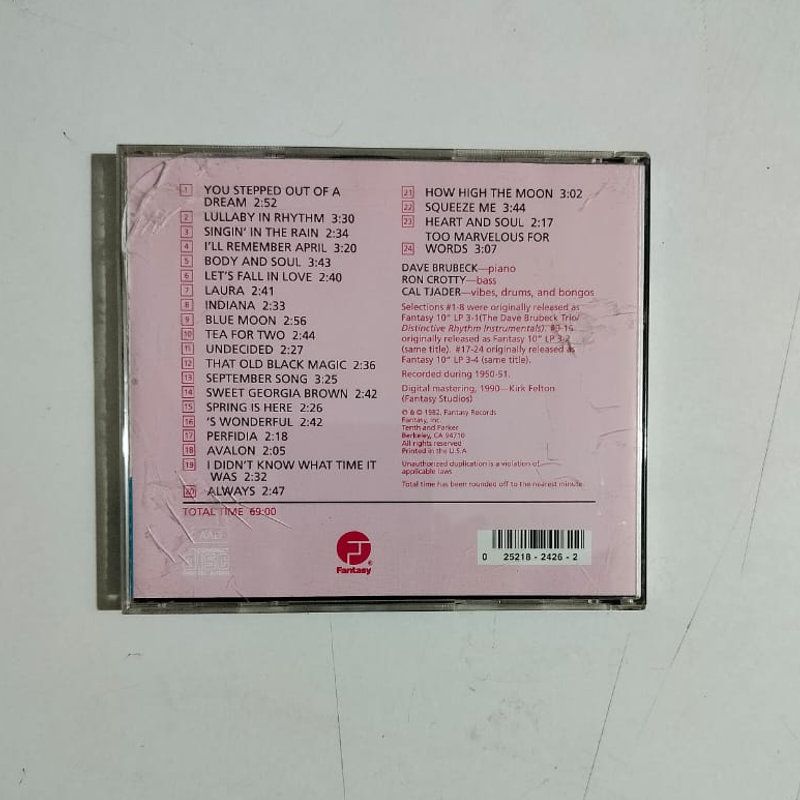 1 YOU STEPPED OUT OF A
DREAM 2:52
2 LULLABY IN RHYTHM 3:30
3 SINGIN' IN THE RAIN 2:34
4 I'LL REMEMBER APRIL 3:20
5 BODY AND SOUL 3:43
6 LET'S FALL IN LOVE 2:40
7 LAURA 2:41
8 INDIANA 2:33
9 BLUE MOON 2:56
10 TEA FOR TWO 2:44
11 UNDECIDED 2:27
12 THAT OLD BLACK MAGIC 2:36
13 SEPTEMBER SONG 3:25
14 SWEET GEORGIA BROWN 2:42
15 SPRING IS HERE 2:26
16 'S WONDERFUL 2:42
17 PERFIDIA 2:18
18 AVALON 2:05
19 I DIDN'T KNOW WHAT TIME IT
WAS 2:32
20 ALWAYS 2:47
TOTAL TIME 69:00
21 HOW HIGH THE MOON 3:02
22 SQUEEZE ME 3:44
23 HEART AND SOUL 2:17
TOO MARVELOUS FOR
24 WORDS 3:07
DAVE BRUBECK—piano
RON CROTTY—bass
CAL TJADER—vibes, drums, and bongos
Selections #1-8 were originally released as
Fantasy 10" LP 3-1(The Dave Brubeck Trio/
Distinctive Rhythm Instrumentals). #9-16
originally released as Fantasy 10" LP
(same title). #17-24 originally released as
Fantasy 10" LP 3-4 (same title).
Recorded during 1950-51.
Digital mastering, 1990—Kirk Felton
(Fantasy Studios)
℗ & © 1982, Fantasy Records
Fantasy, Inc.
Tenth and Parker
Berkeley, CA 94710
All rights reserved
Printed in the U.S.A
Unauthorized duplication is a violation of
applicable laws
Total time has been rounded off to the nearest minute.
Fantasy ®
0 25218 - 2426 - 2